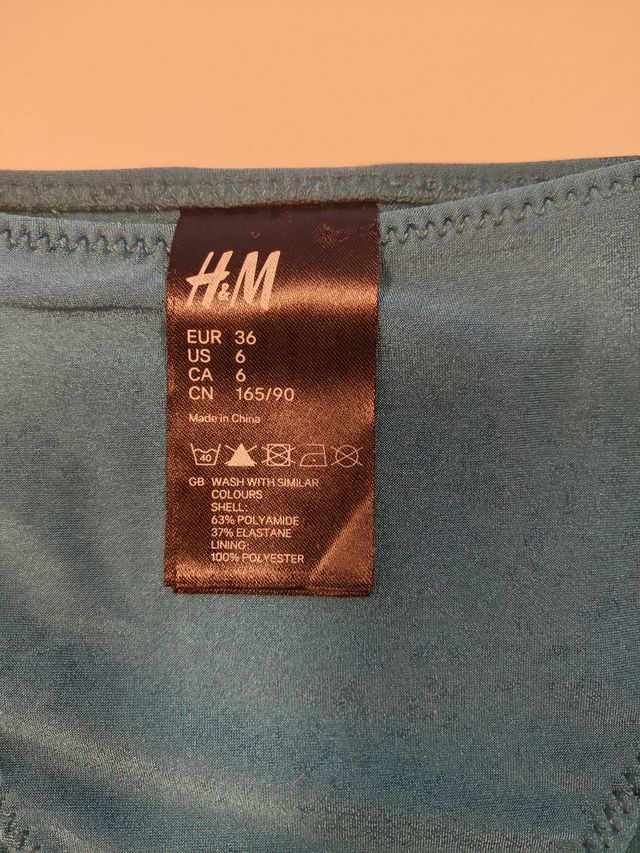 H&M
EUR 36
US 6
CA 6
CN 165/90
Made in China
40
GB WASH WITH SIMILAR
COLOURS
SHELL:
63% POLYAMIDE
37% ELASTANE
LINING:
100% POLYESTER